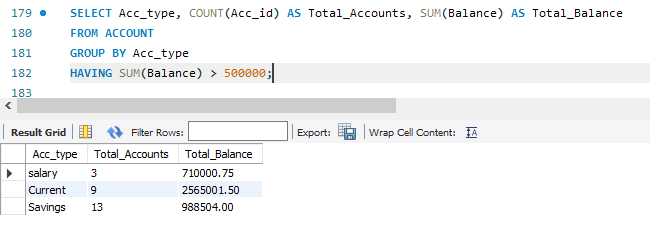 179 SELECT Acc_type, COUNT(Acc_id) AS Total_Accounts, SUM(Balance) AS Total_Balance
180 FROM ACCOUNT
181 GROUP BY Acc_type
182 HAVING SUM(Balance) > 500000;
183
Result Grid Filter Rows: Export: Wrap Cell Content: IA
Acc_type Total_Accounts Total_Balance
salary 3 710000.75
Current 9 2565001.50
Savings 13 988504.00